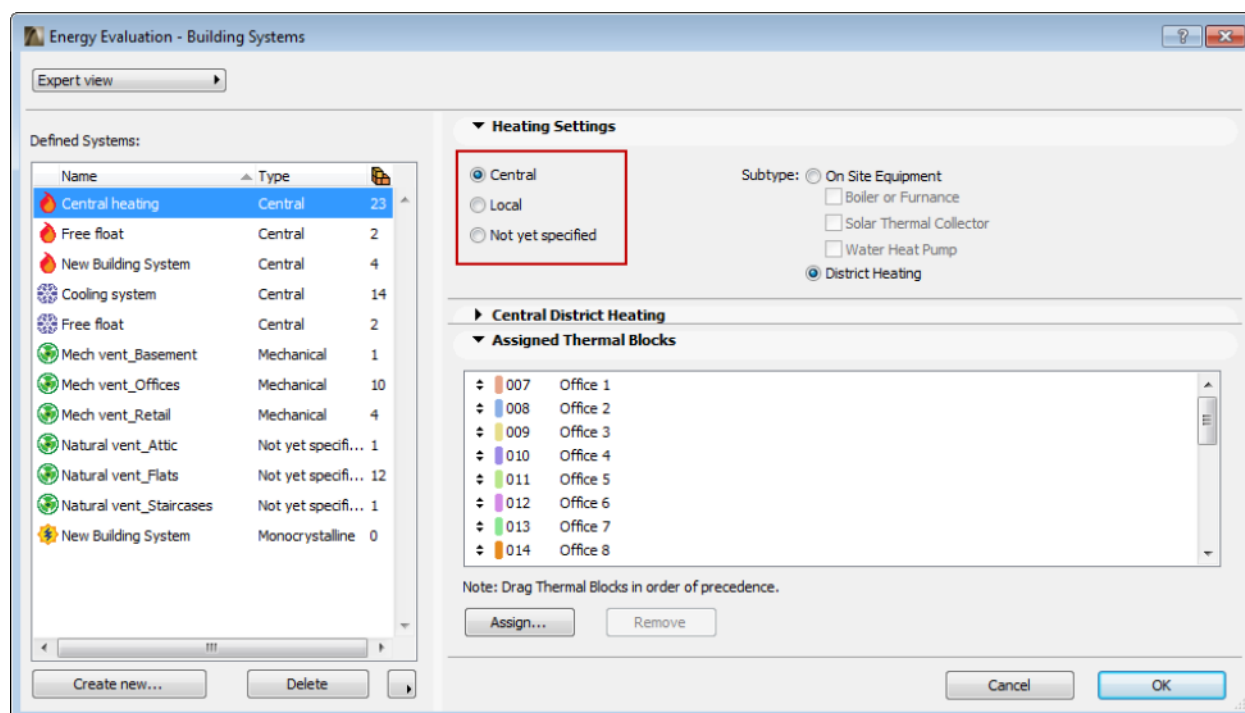 Energy Evaluation - Building Systems
Expert view
Defined Systems:
Name Type
Central heating Central 23
Free float Central 2
New Building System Central 4
Cooling system Central 14
Free float Central 2
Mech vent_Basement Mechanical 1
Mech vent_Offices Mechanical 10
Mech vent_Retail Mechanical 4
Natural vent_Attic Not yet specifi... 1
Natural vent_Flats Not yet specifi... 12
Natural vent_Staircases Not yet specifi... 1
New Building System Monocrystalline 0
Create new... Delete
Heating Settings
Central
Local
Not yet specified
Subtype: On Site Equipment
Boiler or Furnance
Solar Thermal Collector
Water Heat Pump
District Heating
Central District Heating
Assigned Thermal Blocks
007 Office 1
008 Office 2
009 Office 3
010 Office 4
011 Office 5
012 Office 6
013 Office 7
014 Office 8
Note: Drag Thermal Blocks in order of precedence.
Assign... Remove
Cancel OK